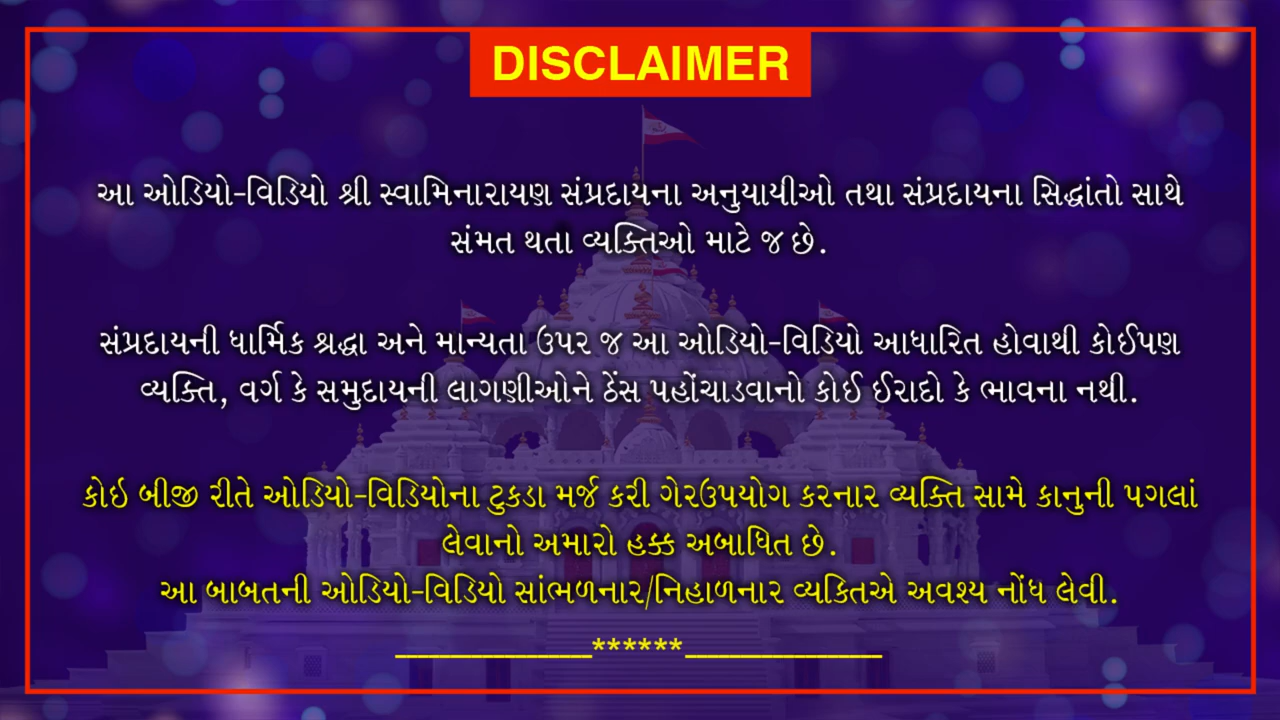 DISCLAIMER
આ ઓડિયો-વિડિયો શ્રી સ્વામિનારાયણ સંપ્રદાયના અનુયાયીઓ તથા સંપ્રદાયના સિદ્ધાંતો સાથે
સંમત થતા વ્યક્તિઓ માટે જ છે.
સંપ્રદાયની ધાર્મિક શ્રદ્ધા અને માન્યતા ઉપર જ આ ઓડિયો-વિડિયો આધારિત હોવાથી કોઈપણ
વ્યક્તિ, વર્ગ કે સમુદાયની લાગણીઓને ઠેંસ પહોંચાડવાનો કોઈ ઈરાદો કે ભાવના નથી.
કોઇ બીજી રીતે ઓડિયો-વિડિયોના ટુકડા મર્જ કરી ગેરઉપયોગ કરનાર વ્યક્તિ સામે કાનુની પગલાં
લેવાનો અમારો હક્ક અબાધિત છે.
આ બાબતની ઓડિયો-વિડિયો સાંભળનાર/નિહાળનાર વ્યકિતએ અવશ્ય નોંધ લેવી.
_________________******_________________